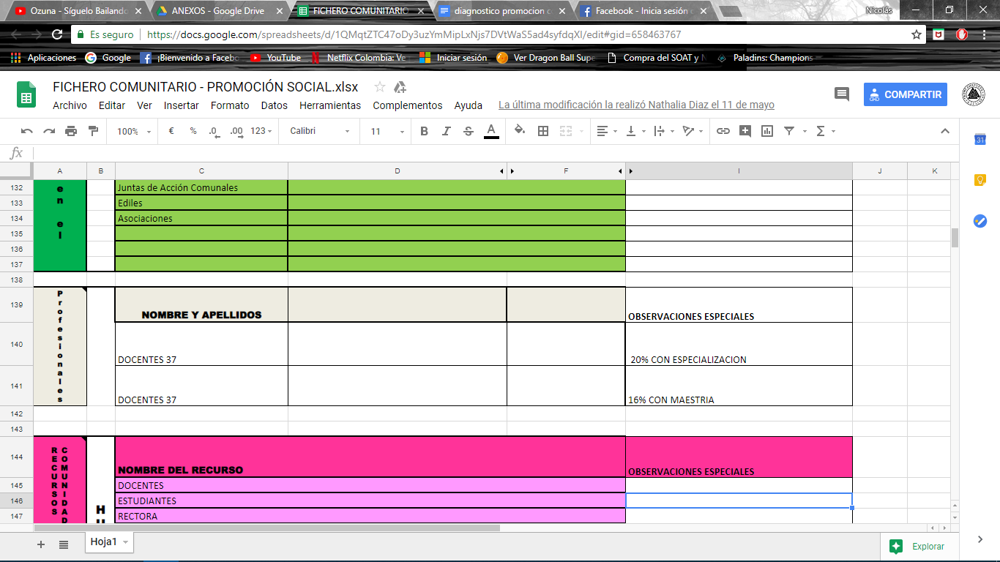 Ozuna - Síguelo Bailando
ANEXOS - Google Drive
FICHERO COMUNITARIO
diagnostico promocion
Facebook - Inicia sesión
Nicolás
Es seguro
https://docs.google.com/spreadsheets/d/1QMqtZTC47oDy3uzYmMipLxNjs7DVtWaS5ad4syfdqXI/edit#gid=658463767
Aplicaciones
Google
¡Bienvenido a Faceb
YouTube
Netflix Colombia: Ve
Iniciar sesión
Ver Dragon Ball Supe
Compra del SOAT y
Paladins: Champions
FICHERO COMUNITARIO - PROMOCIÓN SOCIAL.xlsx
Archivo Editar Ver Insertar Formato Datos Herramientas Complementos Ayuda
La última modificación la realizó Nathalia Diaz el 11 de mayo
COMPARTIR
100% € % .0 .00 123 Calibri 11 B I S A Σ
31
fx
A B C D F I J K
132 Juntas de Acción Comunales
133 Ediles
134 Asociaciones
135
136
137
en el
138
Profesionales
139 NOMBRE Y APELLIDOS OBSERVACIONES ESPECIALES
140 DOCENTES 37 20% CON ESPECIALIZACION
141 DOCENTES 37 16% CON MAESTRIA
142
143
RECURSOS
COMUNIDAD
144 NOMBRE DEL RECURSO OBSERVACIONES ESPECIALES
145 DOCENTES
146 ESTUDIANTES
147 RECTORA
H
Hoja1
Explorar